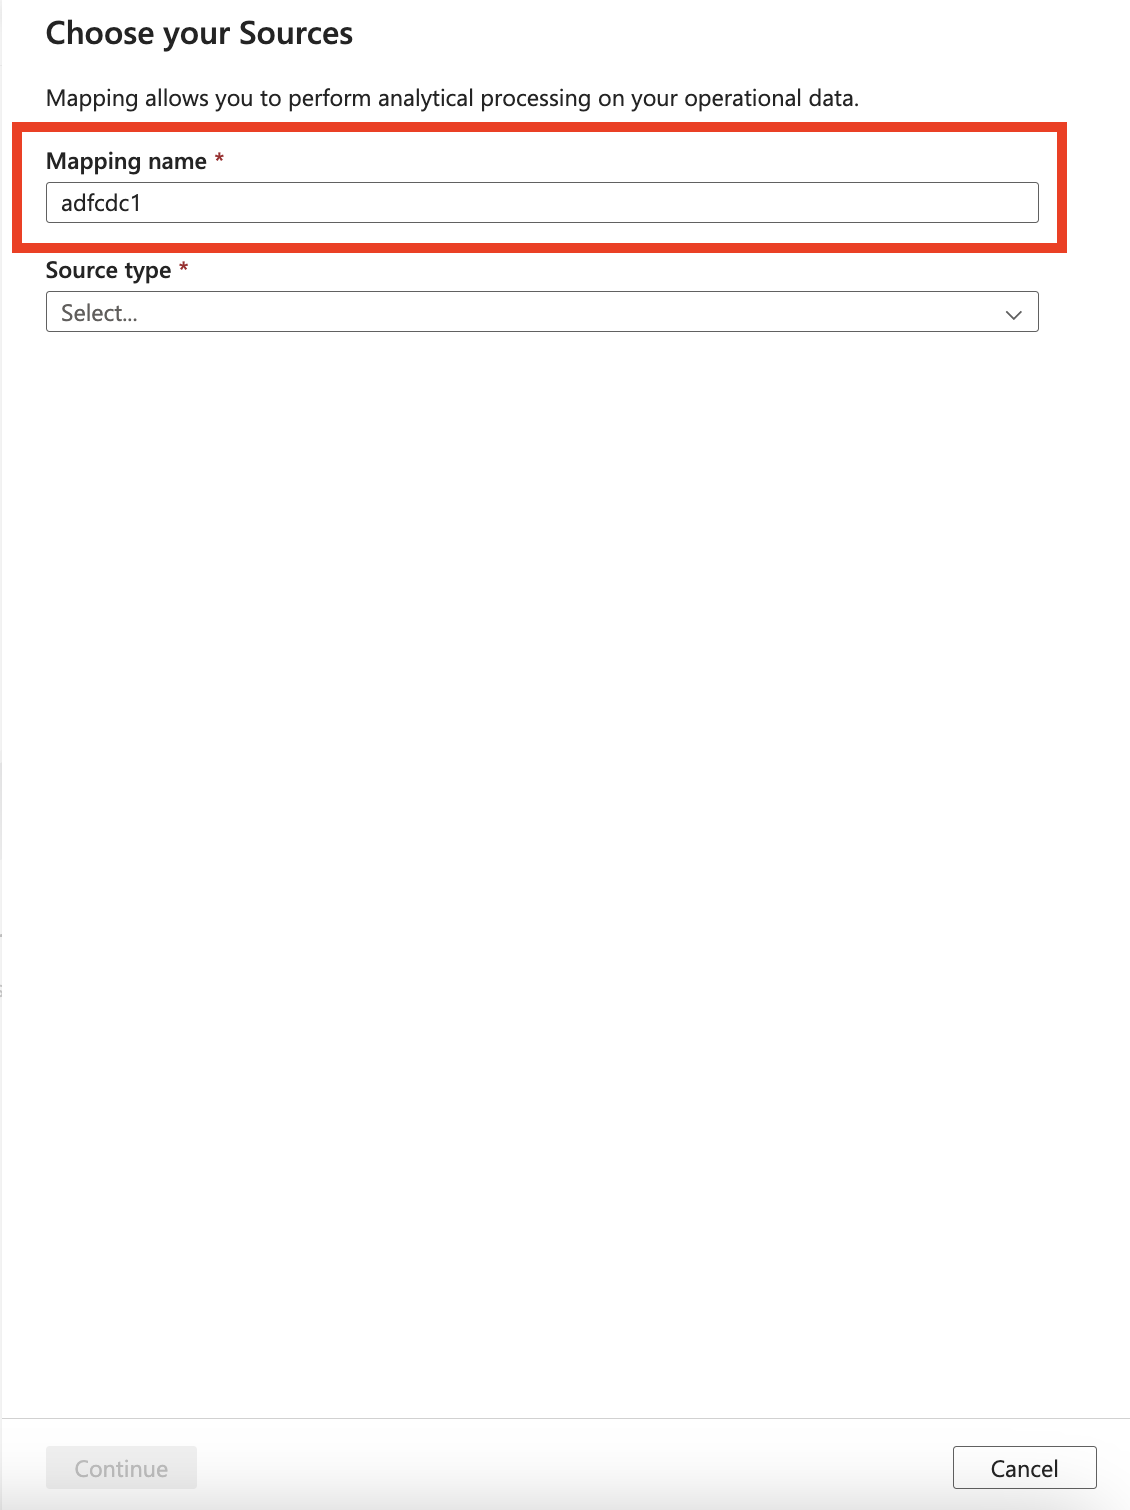 Choose your Sources
Mapping allows you to perform analytical processing on your operational data.
Mapping name *
adfcdc1
Source type *
Select...
Continue
Cancel